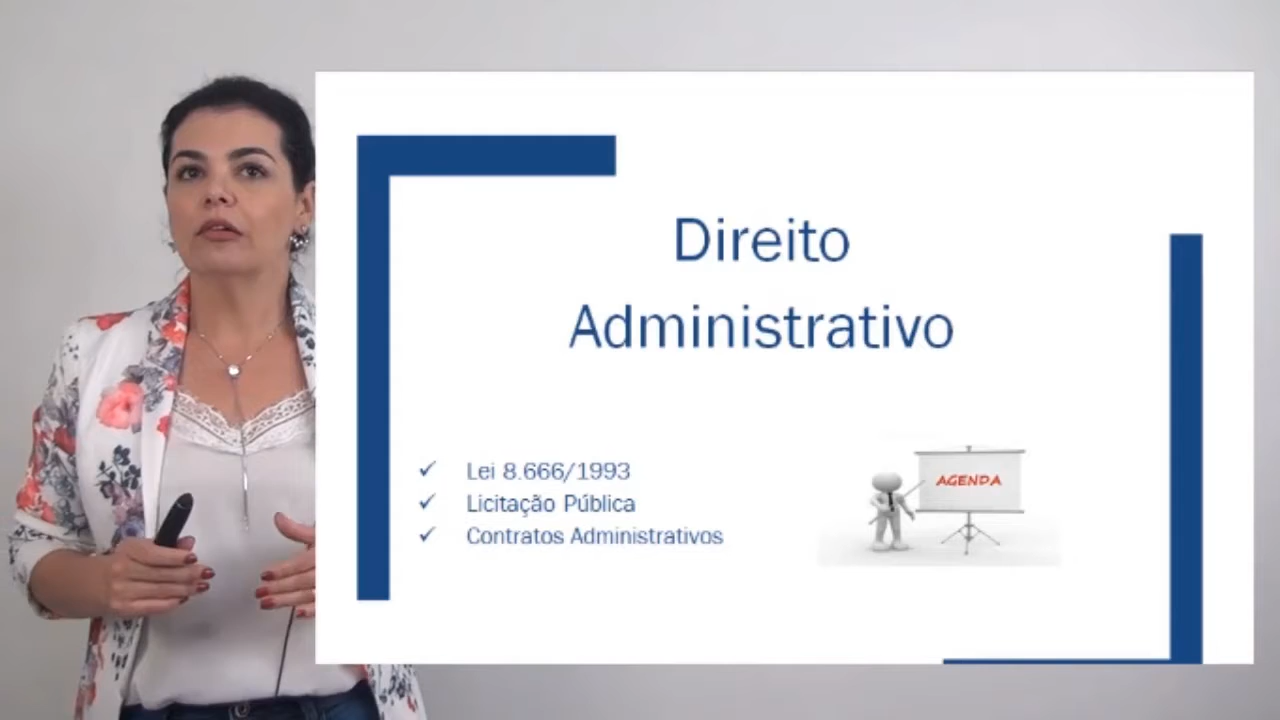 Direito
Administrativo
Lei 8.666/1993
Licitação Pública
Contratos Administrativos
AGENDA